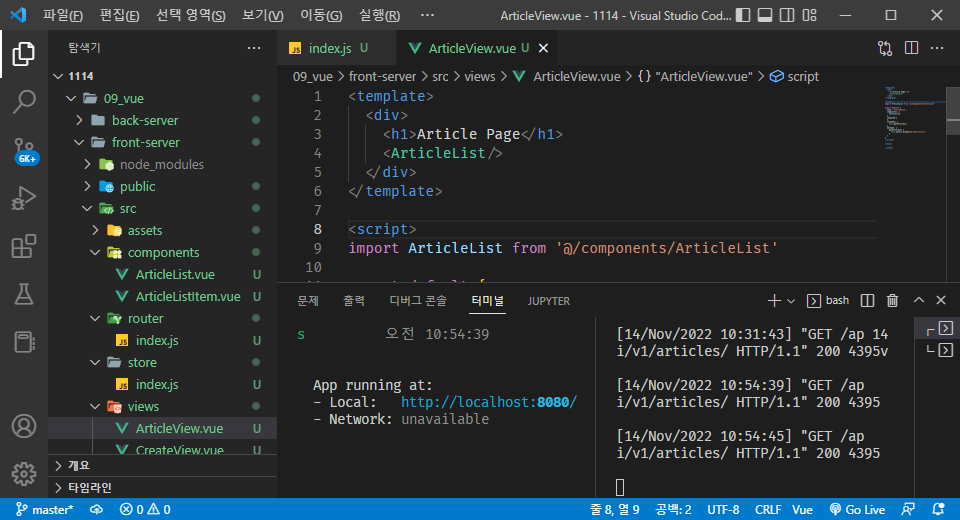 파일(F) 편집(E) 선택 영역(S) 보기(V) 이동(G) 실행(R) ··· ArticleView.vue - 1114 - Visual Studio Cod...
탐색기 ···
1114
09_vue
back-server
front-server
node_modules
public
src
assets
components
ArticleList.vue U
ArticleListItem.vue U
router
index.js U
store
index.js U
views
ArticleView.vue U
CreateView.vue U
개요
타임라인
6K+
JS index.js U ArticleView.vue U
09_vue > front-server > src > views > ArticleView.vue > {} "ArticleView.vue" > script
1 <template>
2 <div>
3 <h1>Article Page</h1>
4 <ArticleList/>
5 </div>
6 </template>
7
8 <script>
9 import ArticleList from '@/components/ArticleList'
10
문제 출력 디버그 콘솔 터미널 JUPYTER bash
s 오전 10:54:39
App running at:
- Local: http://localhost:8080/
- Network: unavailable
[14/Nov/2022 10:31:43] "GET /ap 14
i/v1/articles/ HTTP/1.1" 200 4395v
[14/Nov/2022 10:54:39] "GET /ap
i/v1/articles/ HTTP/1.1" 200 4395
[14/Nov/2022 10:54:45] "GET /ap
i/v1/articles/ HTTP/1.1" 200 4395
master* 0 0 줄 8, 열 9 공백: 2 UTF-8 CRLF Vue Go Live